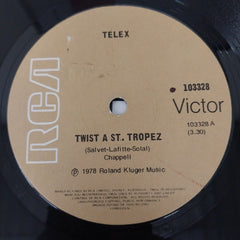 TELEX
RCA
103328
Victor
103328 A
(3.30)
TWIST A ST. TROPEZ
(Salvet-Lafitte-Solal)
Chappell
℗ 1978 Roland Kluger Music